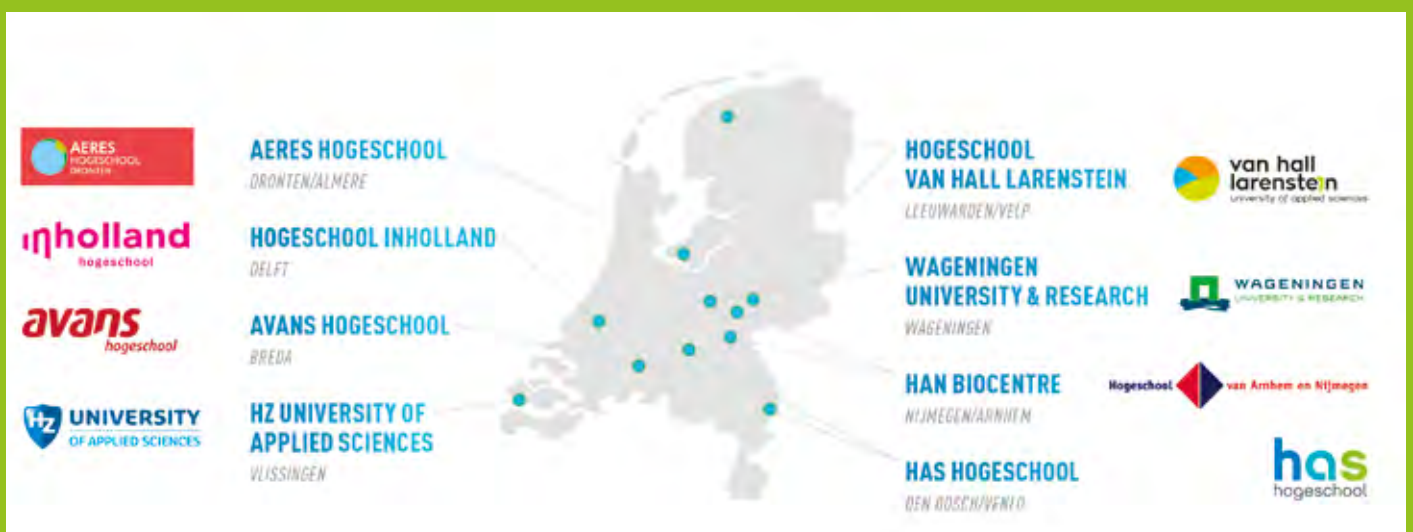 AERES
HOGESCHOOL
DRONTEN
AERES HOGESCHOOL
DRONTEN/ALMERE
inholland
hogeschool
HOGESCHOOL INHOLLAND
DELFT
avans
hogeschool
AVANS HOGESCHOOL
BREDA
HZ UNIVERSITY
OF APPLIED SCIENCES
HZ UNIVERSITY OF
APPLIED SCIENCES
VLISSINGEN
HOGESCHOOL
VAN HALL LARENSTEIN
LEEUWARDEN/VELP
van hall
larenstein
university of applied sciences
WAGENINGEN
UNIVERSITY & RESEARCH
WAGENINGEN
WAGENINGEN
UNIVERSITY & RESEARCH
HAN BIOCENTRE
NIJMEGEN/ARNHEM
Hogeschool van Arnhem en Nijmegen
HAS HOGESCHOOL
DEN BOSCH/VENLO
has
hogeschool